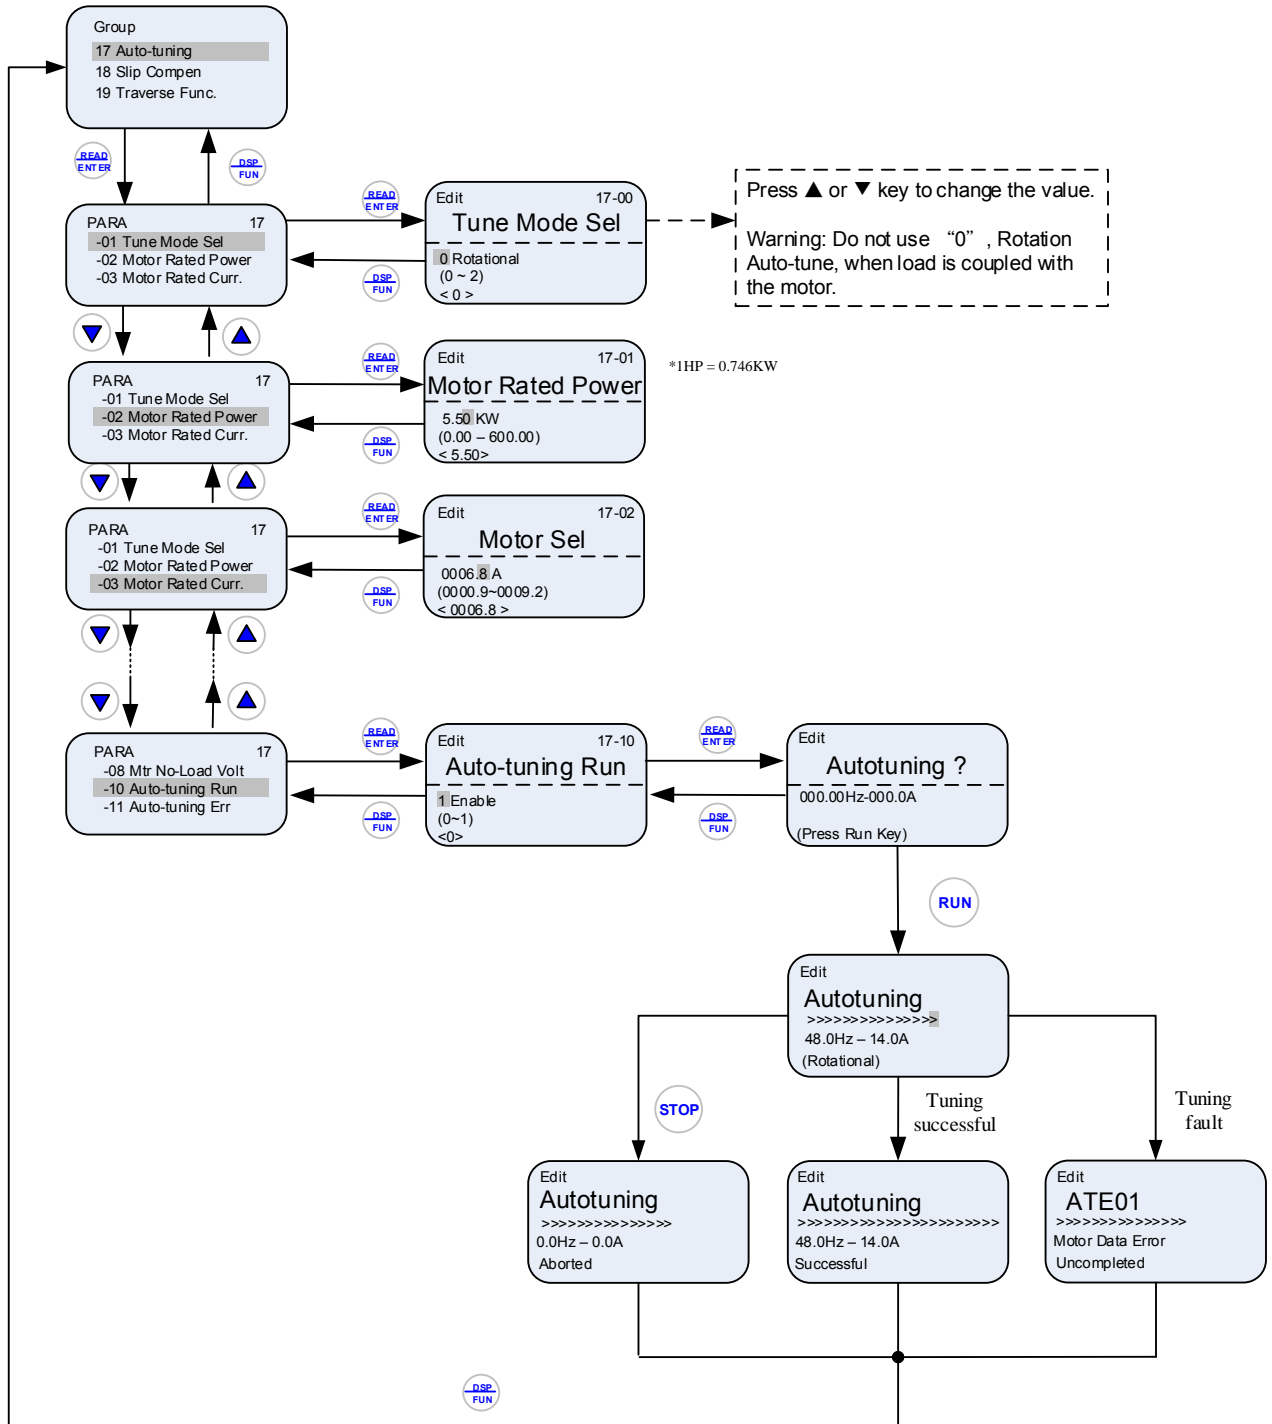 Group
17 Auto-tuning
18 Slip Compen
19 Traverse Func.
READ
ENTER
DSP
FUN
PARA 17
-01 Tune Mode Sel
-02 Motor Rated Power
-03 Motor Rated Curr.
READ
ENTER
DSP
FUN
Edit 17-00
Tune Mode Sel
0 Rotational
(0 ~ 2)
< 0 >
Press ▲ or ▼ key to change the value.
Warning: Do not use “0”, Rotation
Auto-tune, when load is coupled with
the motor.
PARA 17
-01 Tune Mode Sel
-02 Motor Rated Power
-03 Motor Rated Curr.
READ
ENTER
DSP
FUN
Edit 17-01
Motor Rated Power
5.50 KW
(0.00 – 600.00)
< 5.50>
*1HP = 0.746KW
PARA 17
-01 Tune Mode Sel
-02 Motor Rated Power
-03 Motor Rated Curr.
READ
ENTER
DSP
FUN
Edit 17-02
Motor Sel
0006.8 A
(0000.9~0009.2)
< 0006.8 >
PARA 17
-08 Mtr No-Load Volt
-10 Auto-tuning Run
-11 Auto-tuning Err
READ
ENTER
DSP
FUN
Edit 17-10
Auto-tuning Run
1 Enable
(0~1)
<0>
READ
ENTER
DSP
FUN
Edit
Autotuning ?
000.00Hz-000.0A
(Press Run Key)
RUN
Edit
Autotuning
>>>>>>>>>>>>>>>
48.0Hz – 14.0A
(Rotational)
STOP
Tuning
successful
Tuning
fault
Edit
Autotuning
>>>>>>>>>>>>>>>
0.0Hz – 0.0A
Aborted
Edit
Autotuning
>>>>>>>>>>>>>>>>>>>>>>>
48.0Hz – 14.0A
Successful
Edit
ATE01
>>>>>>>>>>>>>>>
Motor Data Error
Uncompleted
DSP
FUN